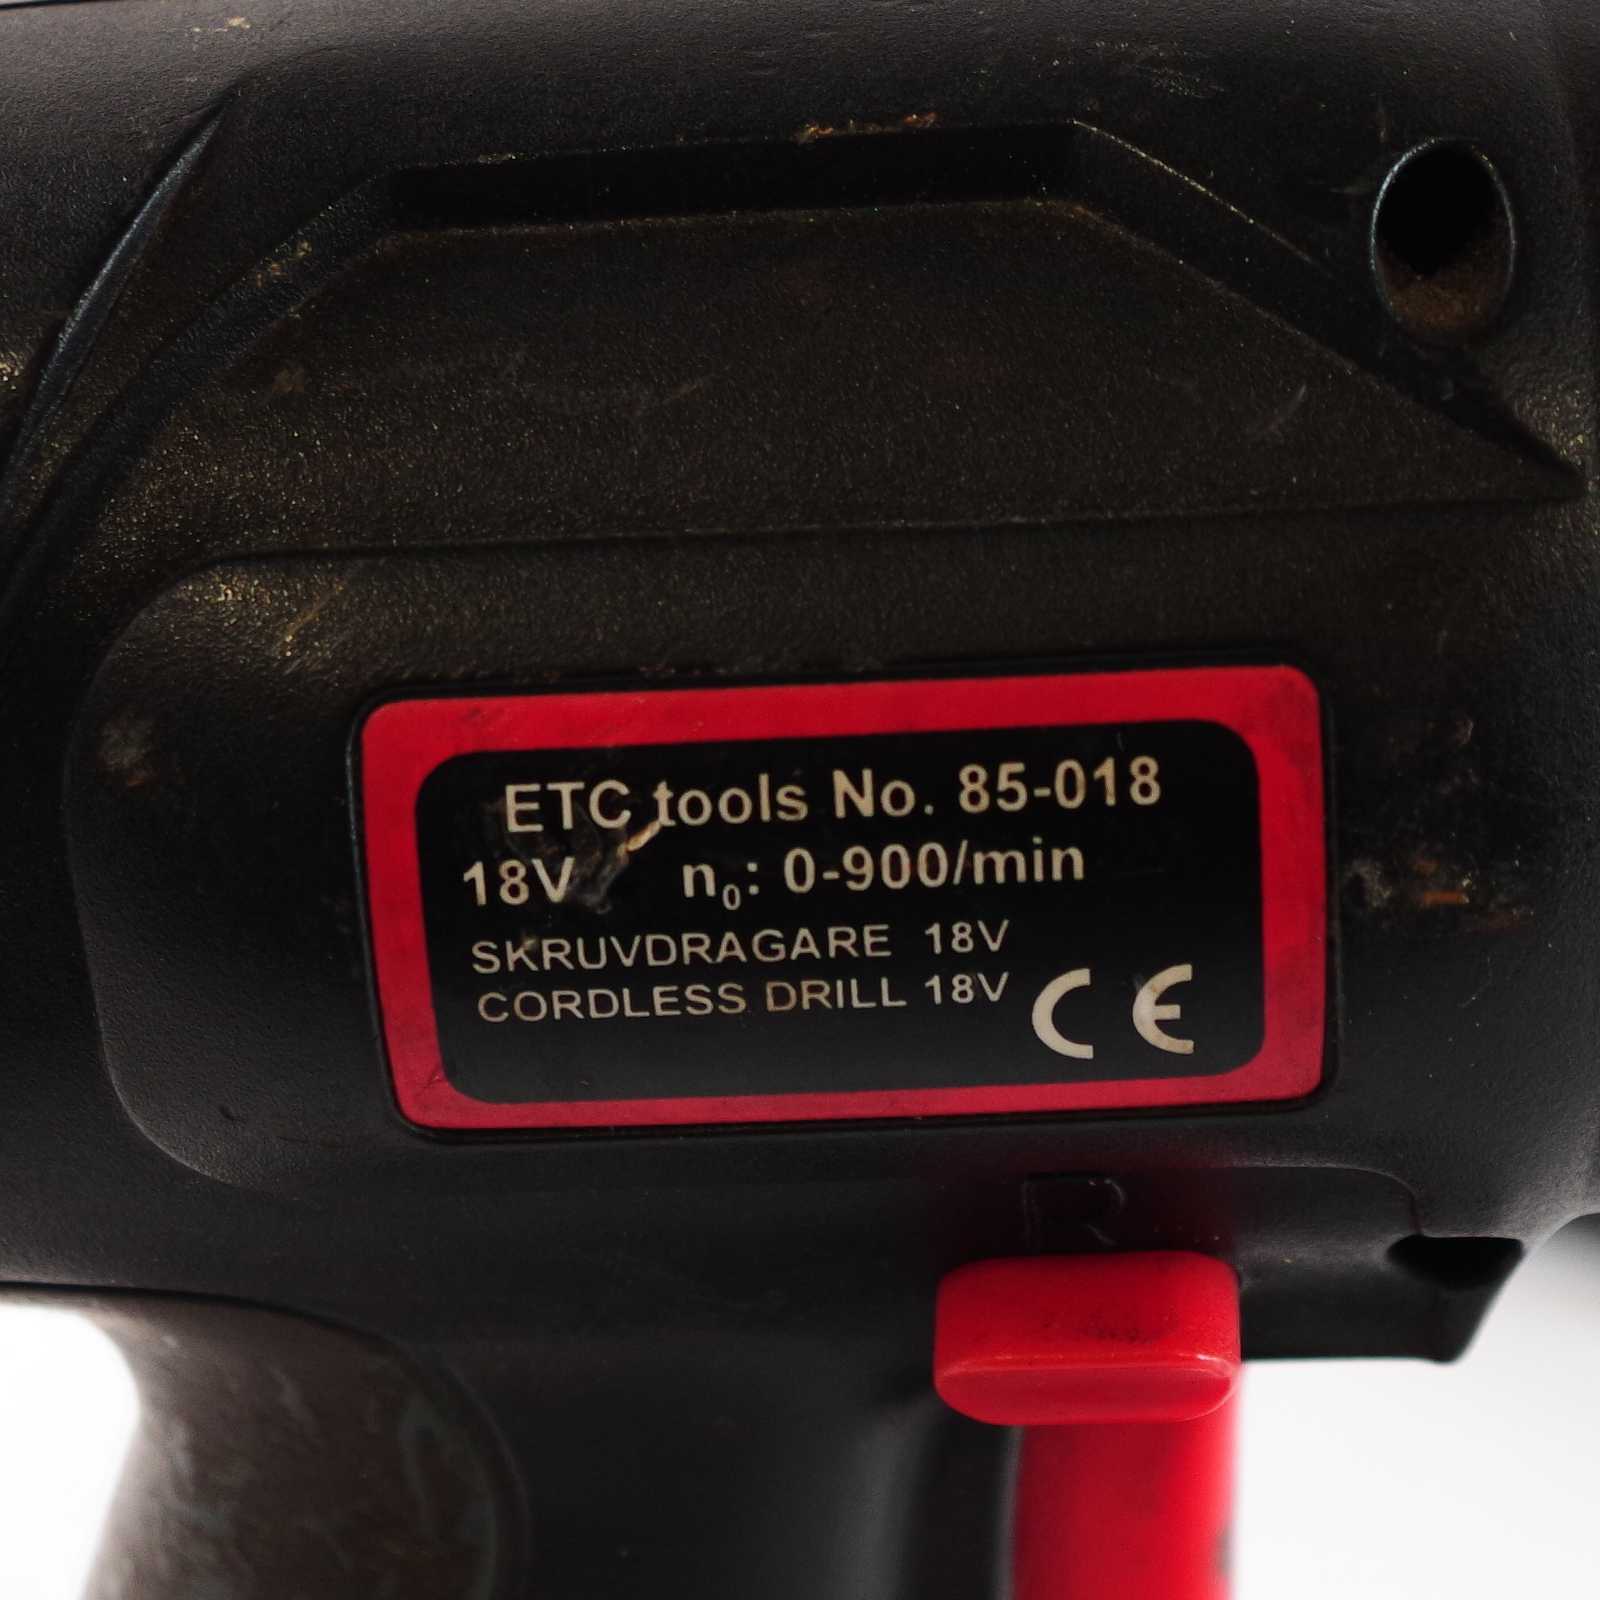 ETC tools No. 85-018
18V n₀: 0-900/min
SKRUVDRAGARE 18V
CORDLESS DRILL 18V
CE
R